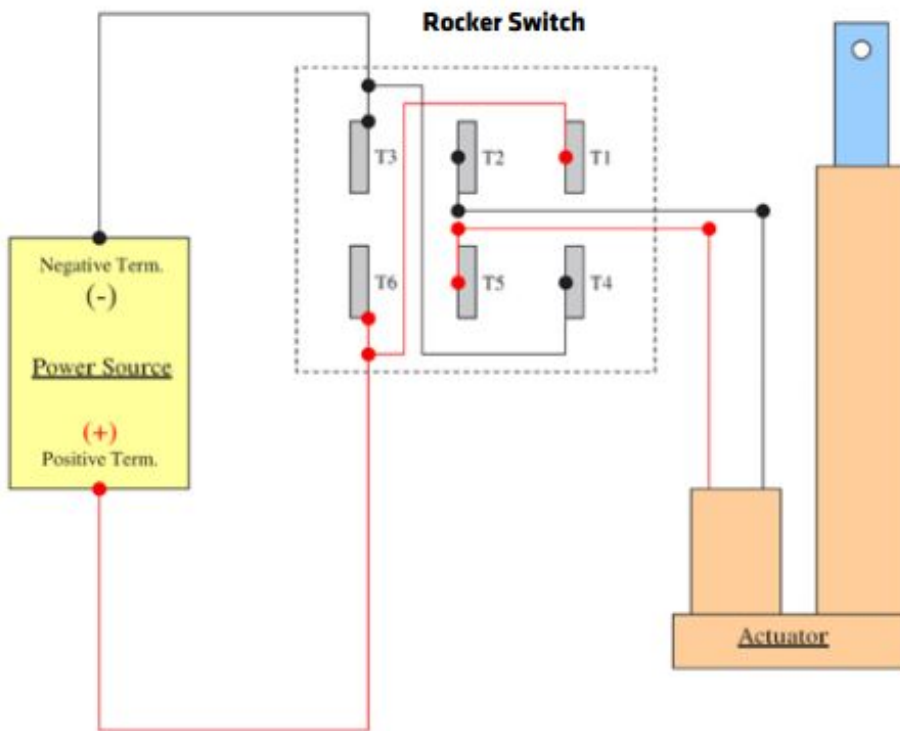 Rocker Switch
T3
T2
T1
T6
T5
T4
Negative Term.
(-)
Power Source
(+)
Positive Term.
Actuator